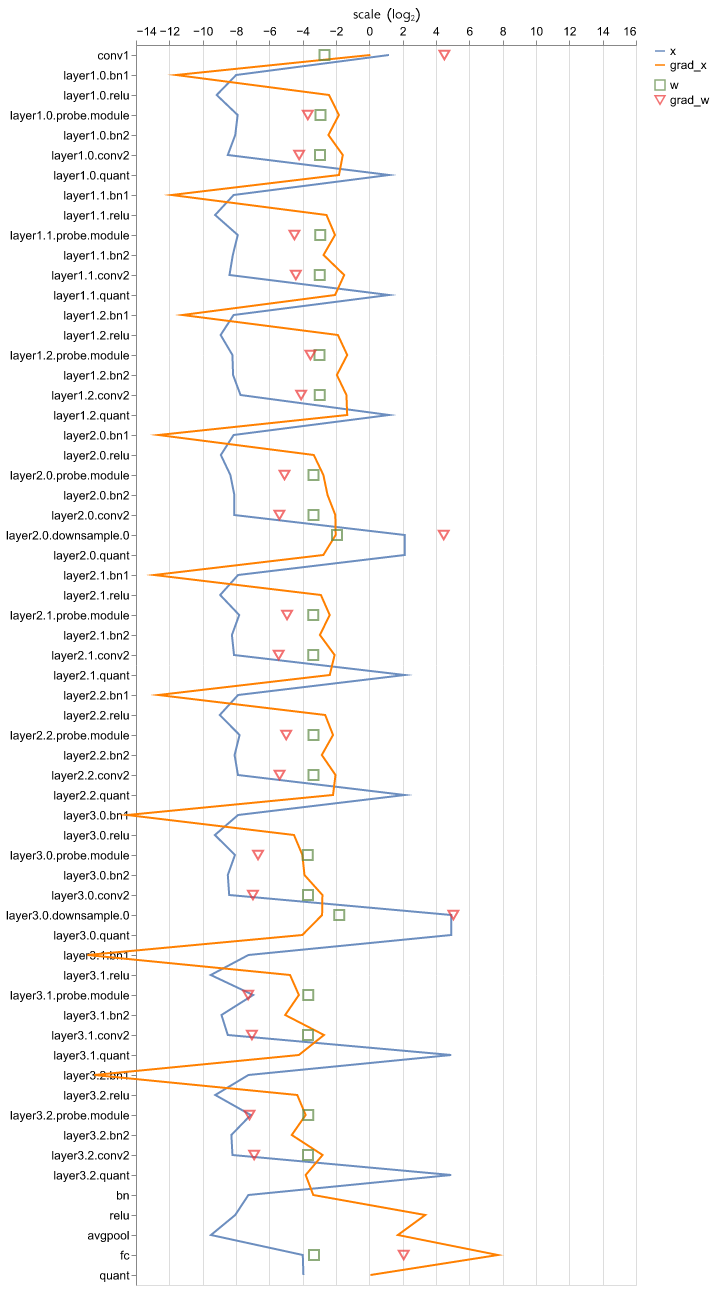 scale (log₂)
−14 −12 −10 −8 −6 −4 −2 0 2 4 6 8 10 12 14 16
x
grad_x
w
grad_w
conv1
layer1.0.bn1
layer1.0.relu
layer1.0.probe.module
layer1.0.bn2
layer1.0.conv2
layer1.0.quant
layer1.1.bn1
layer1.1.relu
layer1.1.probe.module
layer1.1.bn2
layer1.1.conv2
layer1.1.quant
layer1.2.bn1
layer1.2.relu
layer1.2.probe.module
layer1.2.bn2
layer1.2.conv2
layer1.2.quant
layer2.0.bn1
layer2.0.relu
layer2.0.probe.module
layer2.0.bn2
layer2.0.conv2
layer2.0.downsample.0
layer2.0.quant
layer2.1.bn1
layer2.1.relu
layer2.1.probe.module
layer2.1.bn2
layer2.1.conv2
layer2.1.quant
layer2.2.bn1
layer2.2.relu
layer2.2.probe.module
layer2.2.bn2
layer2.2.conv2
layer2.2.quant
layer3.0.bn1
layer3.0.relu
layer3.0.probe.module
layer3.0.bn2
layer3.0.conv2
layer3.0.downsample.0
layer3.0.quant
layer3.1.bn1
layer3.1.relu
layer3.1.probe.module
layer3.1.bn2
layer3.1.conv2
layer3.1.quant
layer3.2.bn1
layer3.2.relu
layer3.2.probe.module
layer3.2.bn2
layer3.2.conv2
layer3.2.quant
bn
relu
avgpool
fc
quant